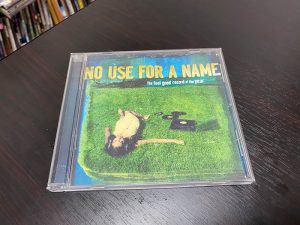 NO USE FOR A NAME
the feel good record of the year